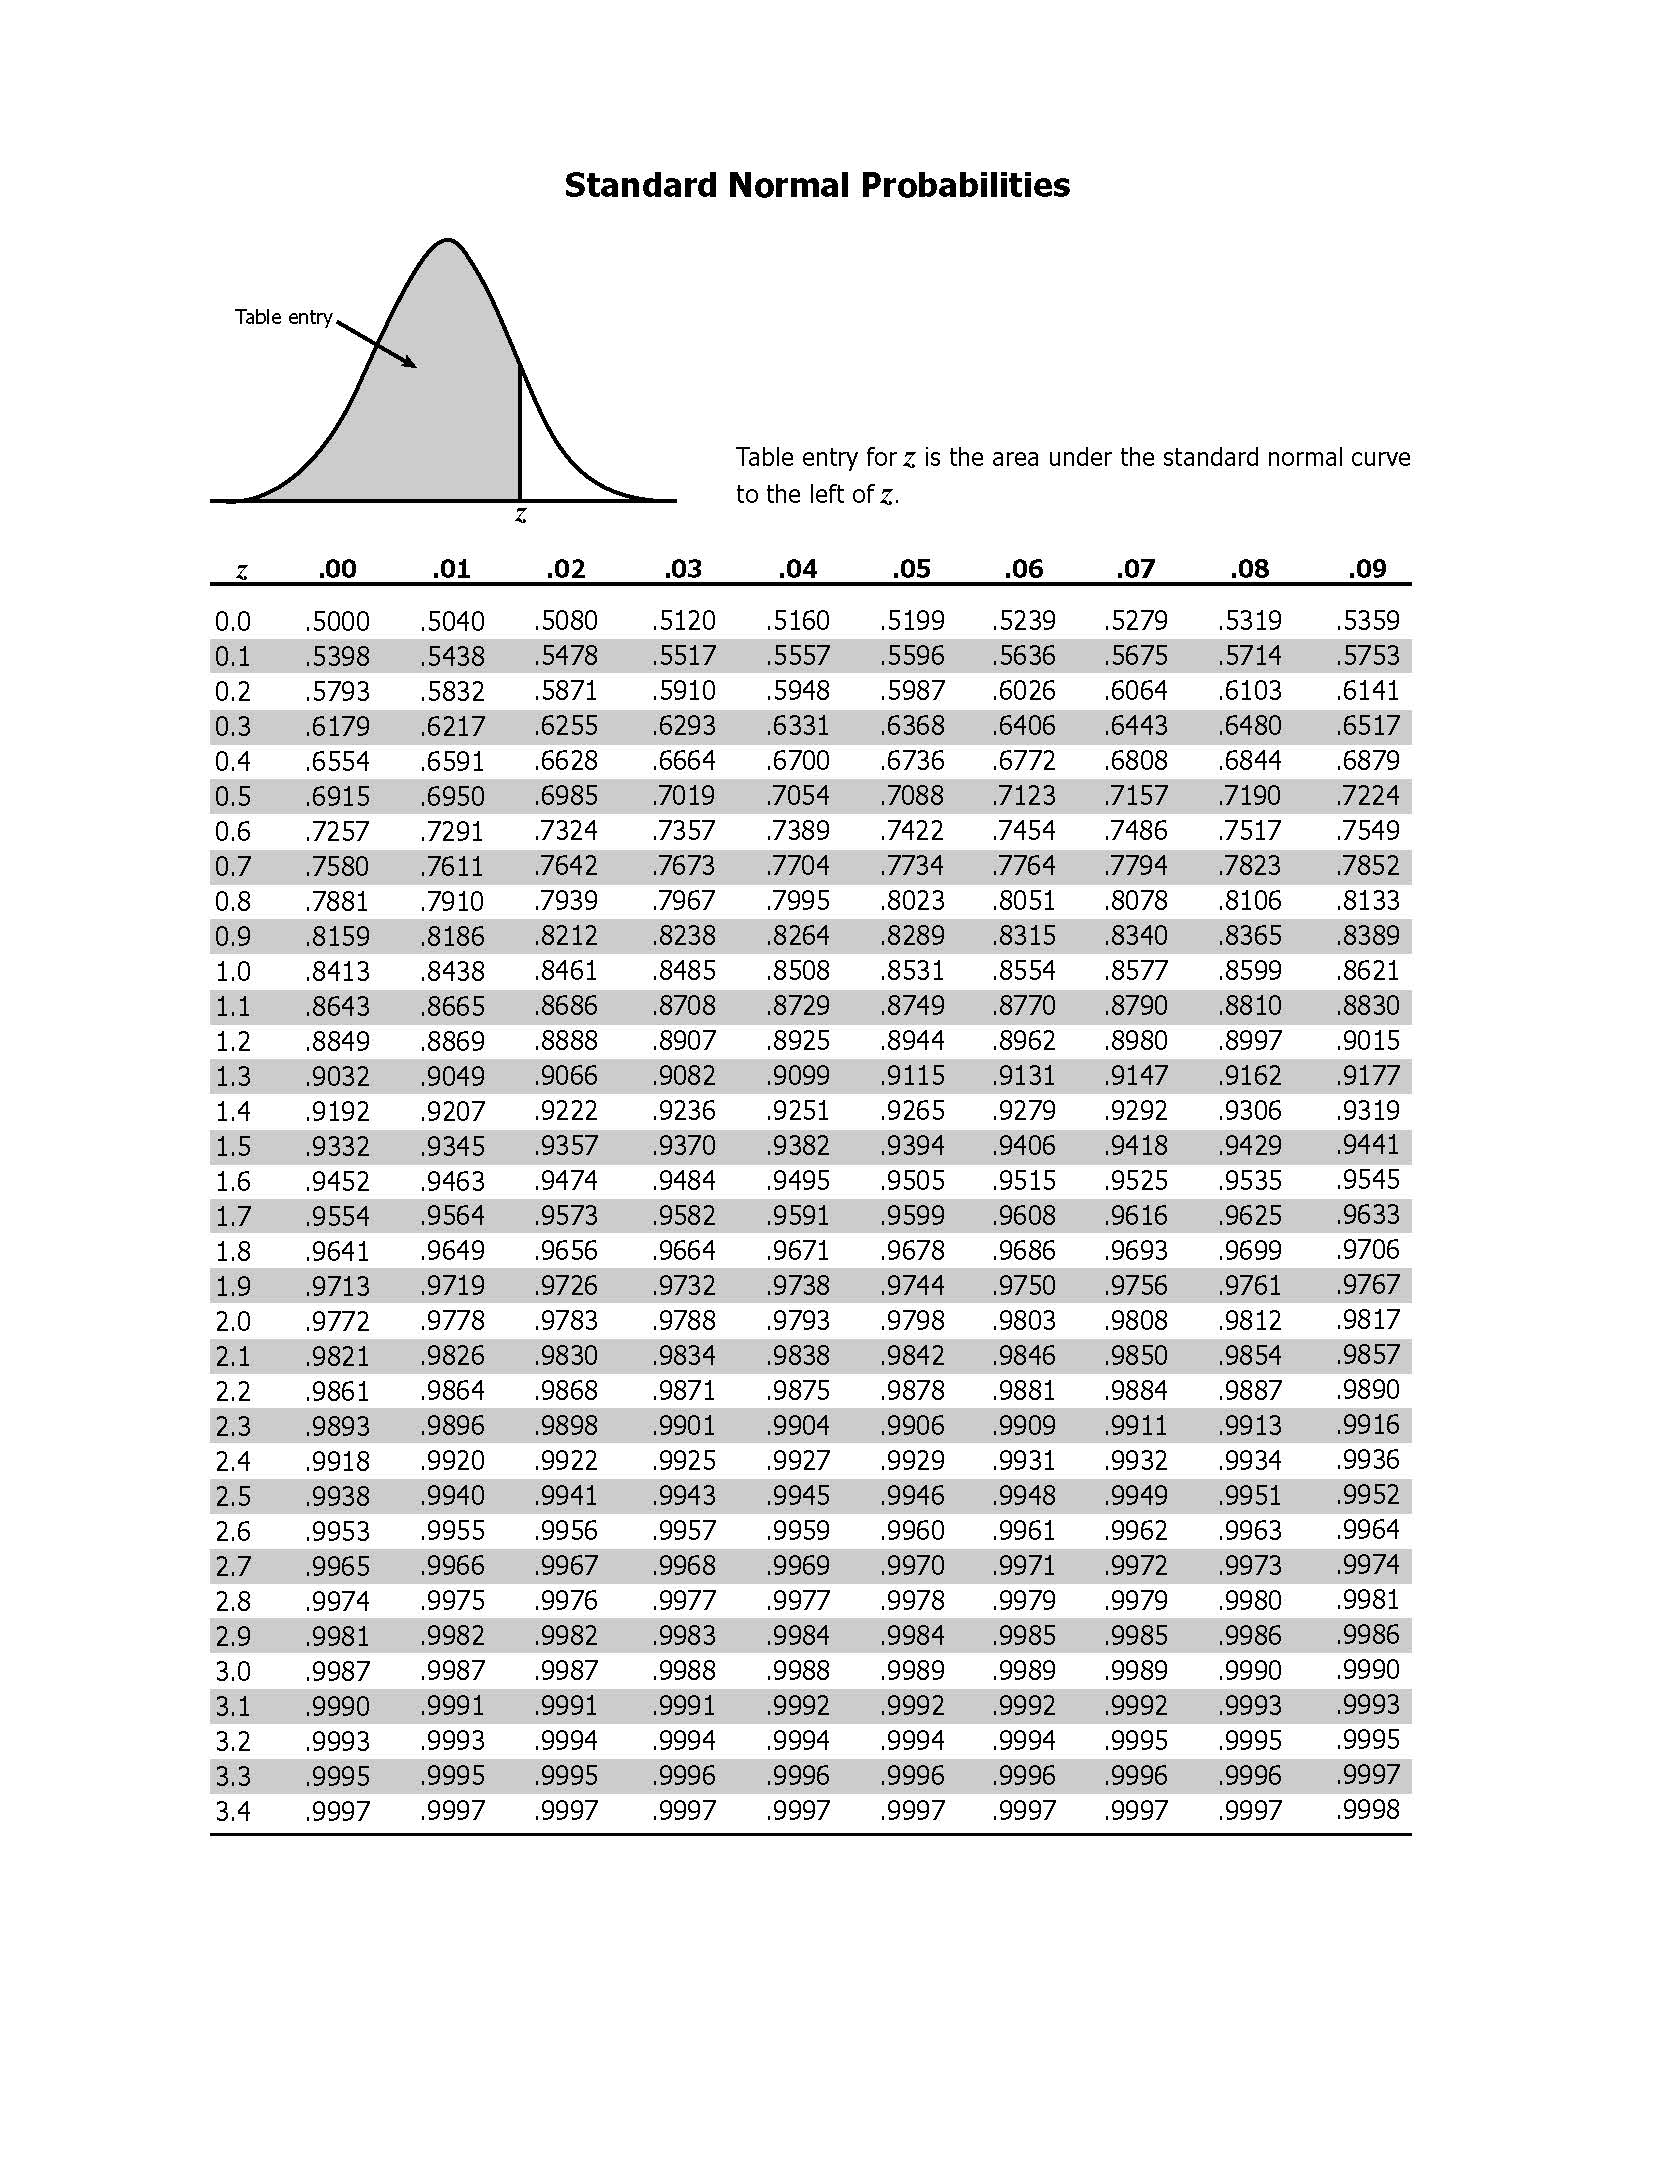 Standard Normal Probabilities
Table entry
Table entry for z is the area under the standard normal curve
to the left of z.
z
z .00 .01 .02 .03 .04 .05 .06 .07 .08 .09
0.0 .5000 .5040 .5080 .5120 .5160 .5199 .5239 .5279 .5319 .5359
0.1 .5398 .5438 .5478 .5517 .5557 .5596 .5636 .5675 .5714 .5753
0.2 .5793 .5832 .5871 .5910 .5948 .5987 .6026 .6064 .6103 .6141
0.3 .6179 .6217 .6255 .6293 .6331 .6368 .6406 .6443 .6480 .6517
0.4 .6554 .6591 .6628 .6664 .6700 .6736 .6772 .6808 .6844 .6879
0.5 .6915 .6950 .6985 .7019 .7054 .7088 .7123 .7157 .7190 .7224
0.6 .7257 .7291 .7324 .7357 .7389 .7422 .7454 .7486 .7517 .7549
0.7 .7580 .7611 .7642 .7673 .7704 .7734 .7764 .7794 .7823 .7852
0.8 .7881 .7910 .7939 .7967 .7995 .8023 .8051 .8078 .8106 .8133
0.9 .8159 .8186 .8212 .8238 .8264 .8289 .8315 .8340 .8365 .8389
1.0 .8413 .8438 .8461 .8485 .8508 .8531 .8554 .8577 .8599 .8621
1.1 .8643 .8665 .8686 .8708 .8729 .8749 .8770 .8790 .8810 .8830
1.2 .8849 .8869 .8888 .8907 .8925 .8944 .8962 .8980 .8997 .9015
1.3 .9032 .9049 .9066 .9082 .9099 .9115 .9131 .9147 .9162 .9177
1.4 .9192 .9207 .9222 .9236 .9251 .9265 .9279 .9292 .9306 .9319
1.5 .9332 .9345 .9357 .9370 .9382 .9394 .9406 .9418 .9429 .9441
1.6 .9452 .9463 .9474 .9484 .9495 .9505 .9515 .9525 .9535 .9545
1.7 .9554 .9564 .9573 .9582 .9591 .9599 .9608 .9616 .9625 .9633
1.8 .9641 .9649 .9656 .9664 .9671 .9678 .9686 .9693 .9699 .9706
1.9 .9713 .9719 .9726 .9732 .9738 .9744 .9750 .9756 .9761 .9767
2.0 .9772 .9778 .9783 .9788 .9793 .9798 .9803 .9808 .9812 .9817
2.1 .9821 .9826 .9830 .9834 .9838 .9842 .9846 .9850 .9854 .9857
2.2 .9861 .9864 .9868 .9871 .9875 .9878 .9881 .9884 .9887 .9890
2.3 .9893 .9896 .9898 .9901 .9904 .9906 .9909 .9911 .9913 .9916
2.4 .9918 .9920 .9922 .9925 .9927 .9929 .9931 .9932 .9934 .9936
2.5 .9938 .9940 .9941 .9943 .9945 .9946 .9948 .9949 .9951 .9952
2.6 .9953 .9955 .9956 .9957 .9959 .9960 .9961 .9962 .9963 .9964
2.7 .9965 .9966 .9967 .9968 .9969 .9970 .9971 .9972 .9973 .9974
2.8 .9974 .9975 .9976 .9977 .9977 .9978 .9979 .9979 .9980 .9981
2.9 .9981 .9982 .9982 .9983 .9984 .9984 .9985 .9985 .9986 .9986
3.0 .9987 .9987 .9987 .9988 .9988 .9989 .9989 .9989 .9990 .9990
3.1 .9990 .9991 .9991 .9991 .9992 .9992 .9992 .9992 .9993 .9993
3.2 .9993 .9993 .9994 .9994 .9994 .9994 .9994 .9995 .9995 .9995
3.3 .9995 .9995 .9995 .9996 .9996 .9996 .9996 .9996 .9996 .9997
3.4 .9997 .9997 .9997 .9997 .9997 .9997 .9997 .9997 .9997 .9998